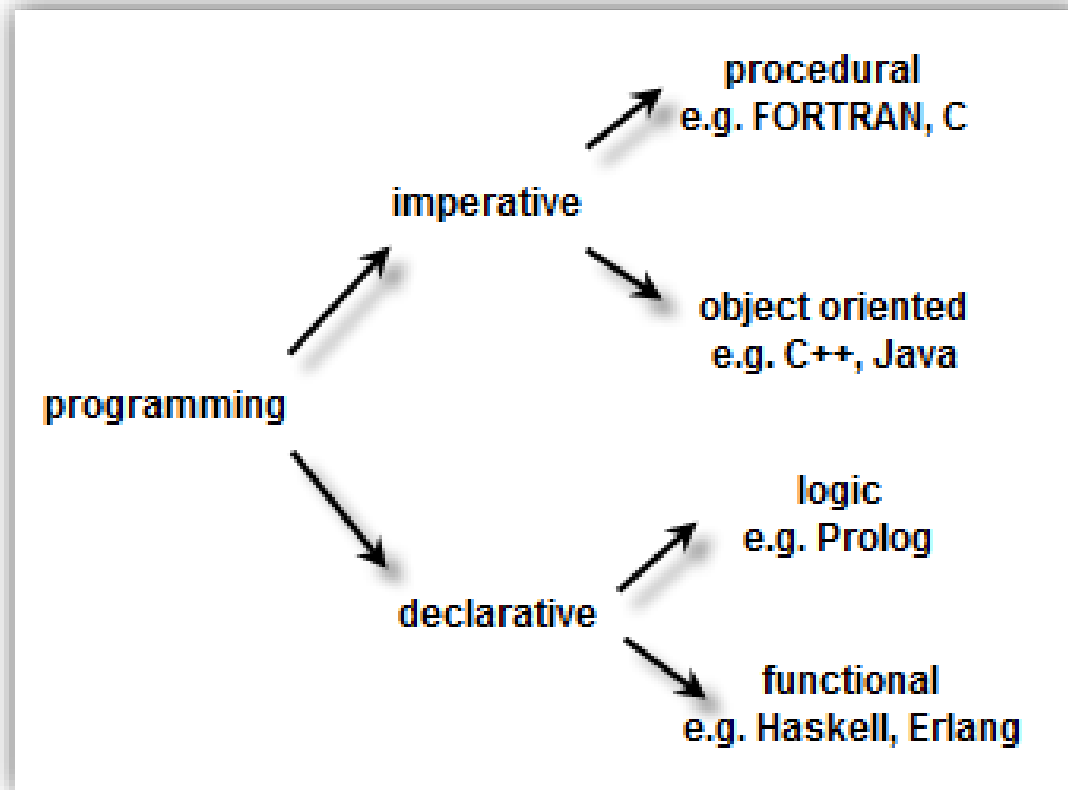 procedural
e.g. FORTRAN, C
imperative
object oriented
e.g. C++, Java
programming
logic
e.g. Prolog
declarative
functional
e.g. Haskell, Erlang